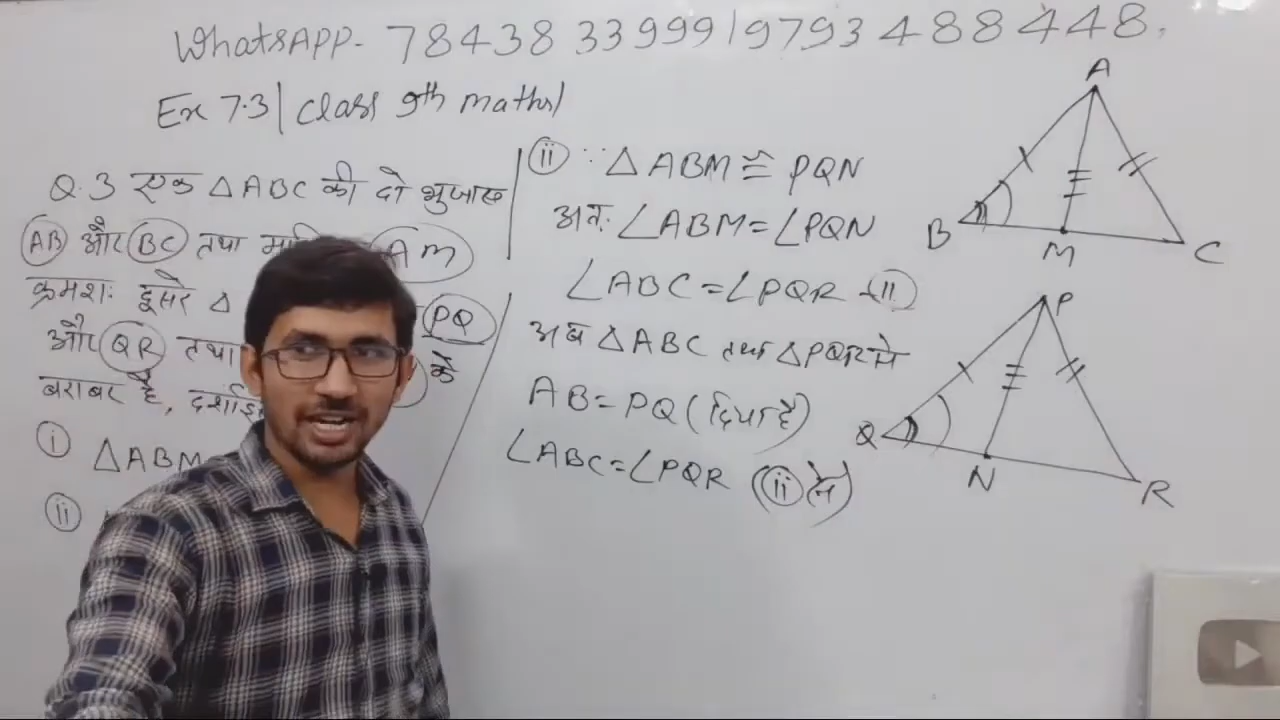 WhatsAPP- 7843833999|9793488448.
Ex 7.3| Class 9th maths|
Q.3 एक △ABC की दो भुजाएँ
AB और BC तथा AM
क्रमशः दूसरे △ PQ
और QR तथा के
बराबर है,
i △ABM
ii
ii ∵ △ABM ≅ PQN
अतः ∠ABM = ∠PQN
∠ABC = ∠PQR -(ii)
अब △ABC तथा △PQR में
AB = PQ (दिया है)
∠ABC = ∠PQR (ii से)
A
B
M
C
P
Q
N
R